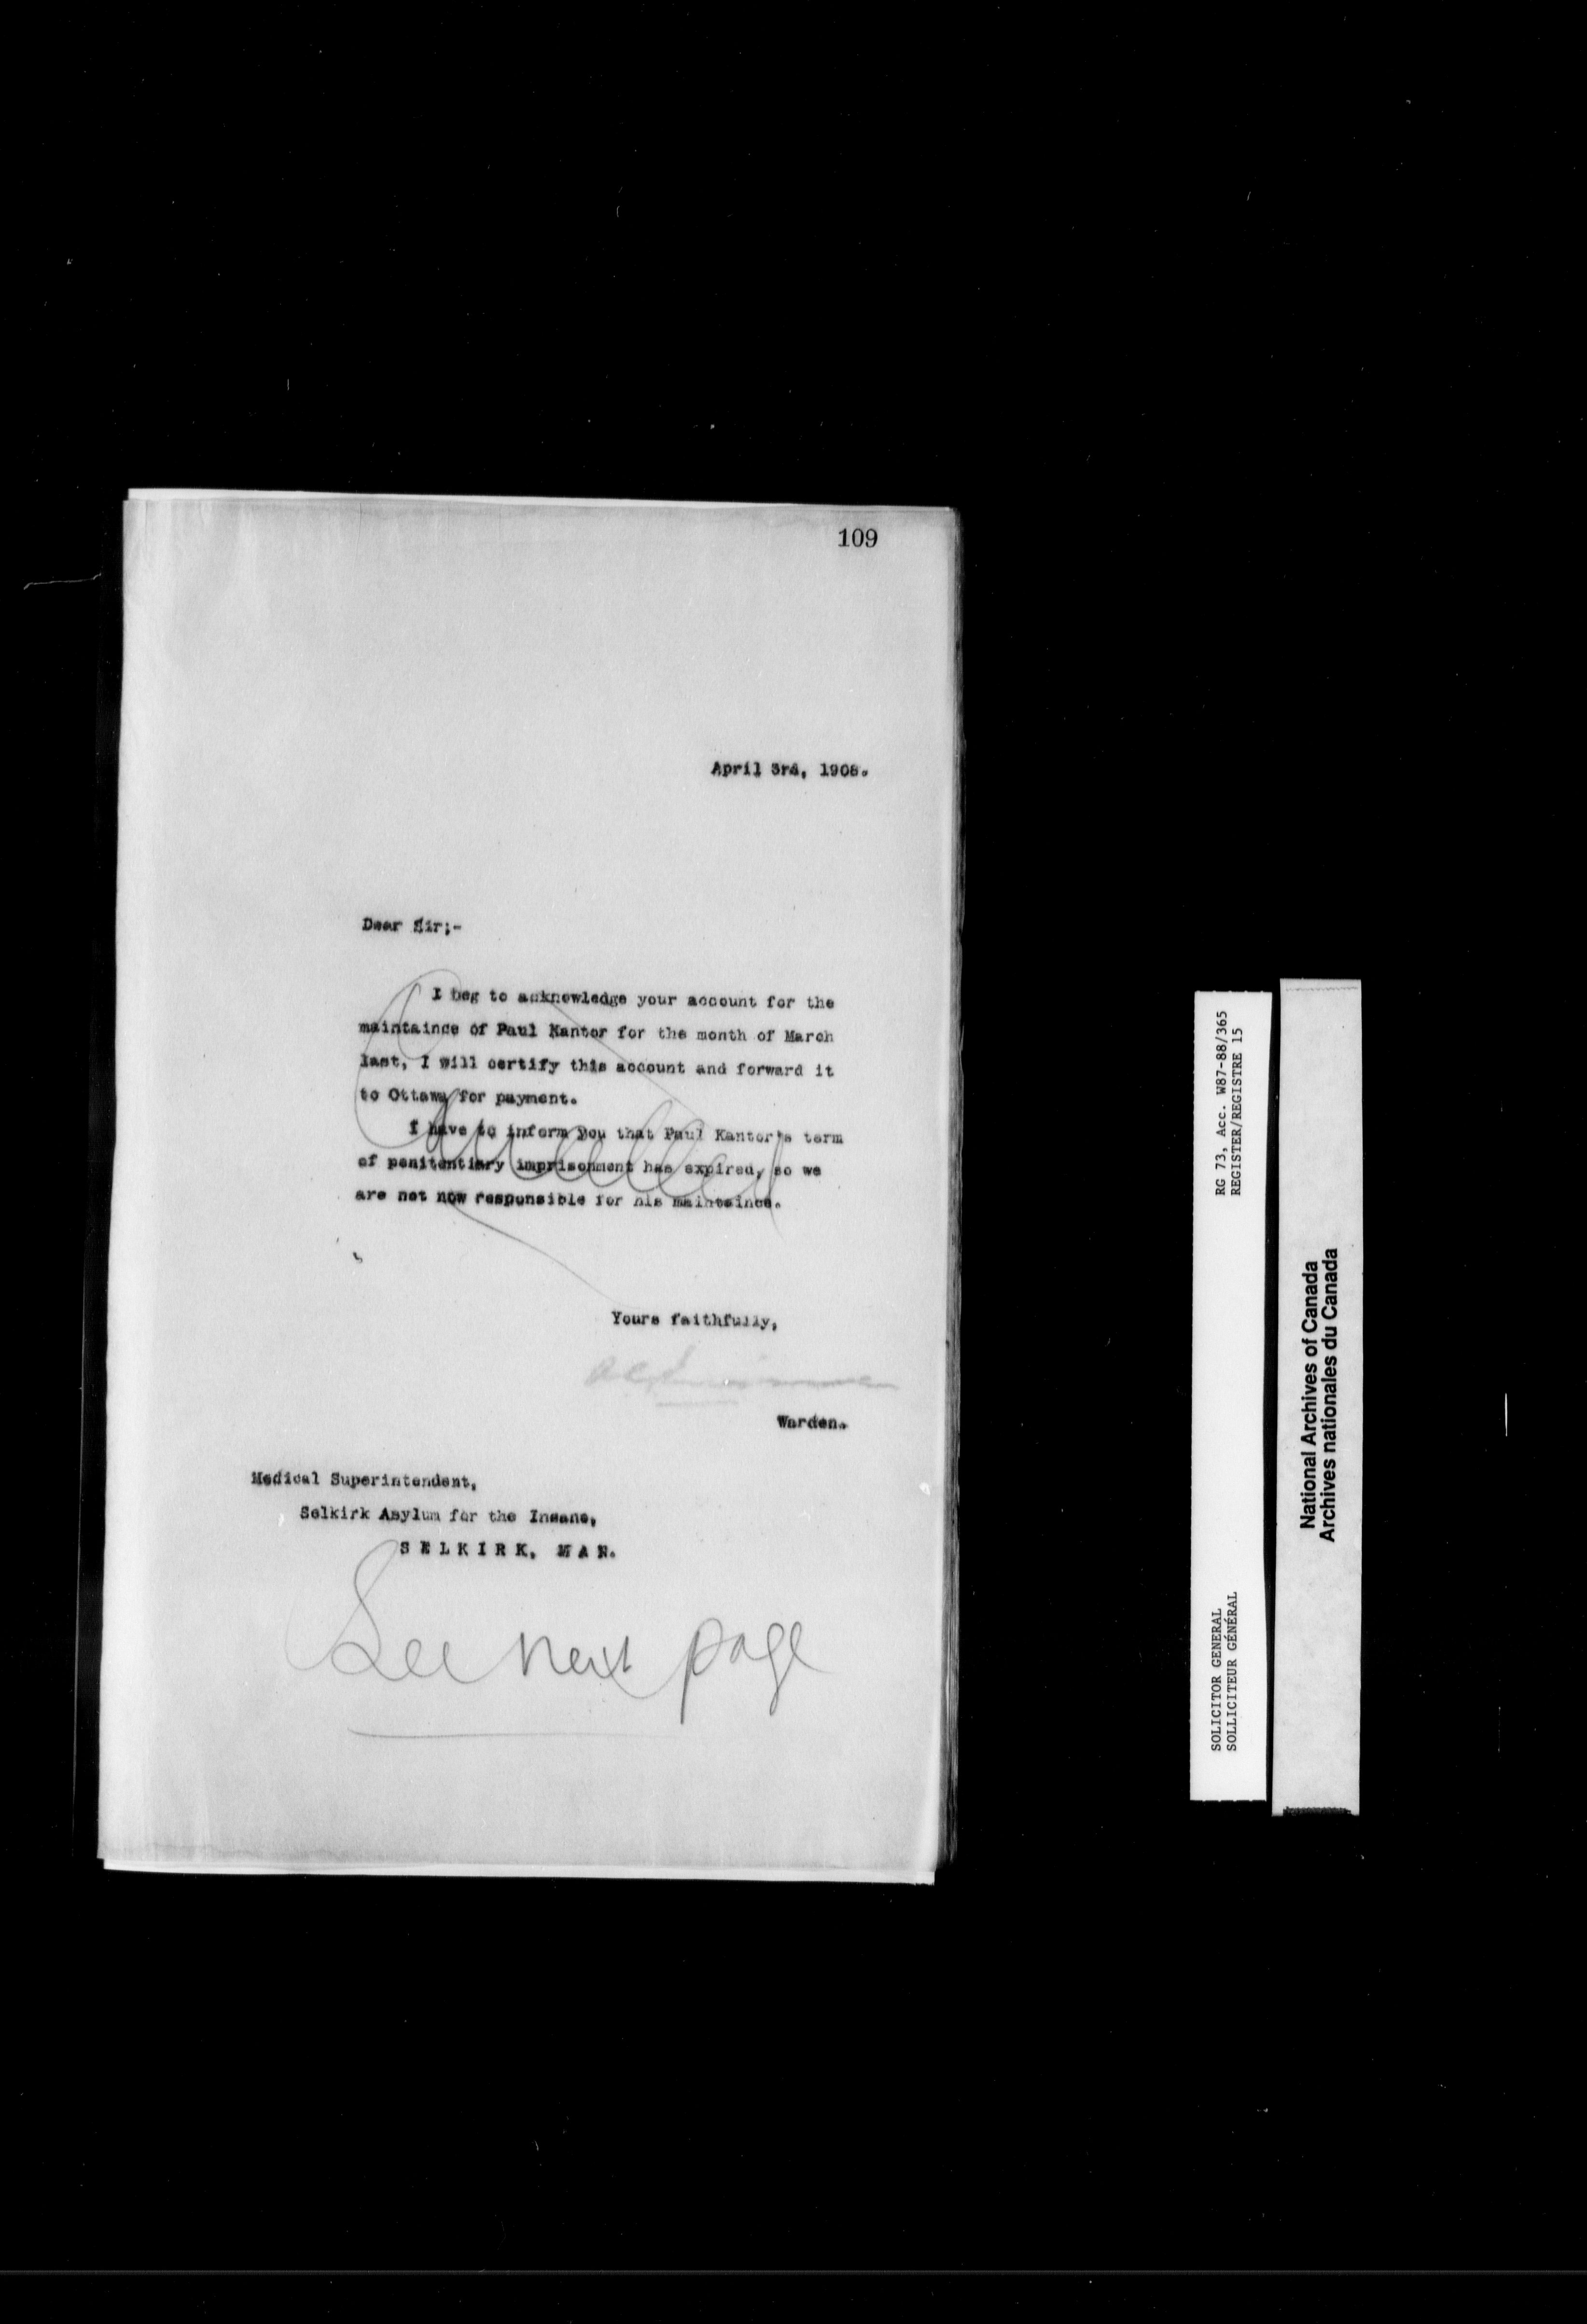 109
April 3rd, 1908.
Dear Sir;-
I beg to acknowledge your account for the
maintaince of Paul Kantor for the month of March
last, I will certify this account and forward it
to Ottawa for payment.
I have to inform you that Paul Kantor's term
of penitentiary imprisonment has expired, so we
are not now responsible for his maintaince.
Cancelled
Yours faithfully,
Warden.
Medical Superintendent,
Selkirk Asylum for the Insane,
SELKIRK, MAN.
See next page
RG 73, Acc. W87-88/365
REGISTER/REGISTRE 15
SOLICITOR GENERAL
SOLLICITEUR GÉNÉRAL
National Archives of Canada
Archives nationales du Canada